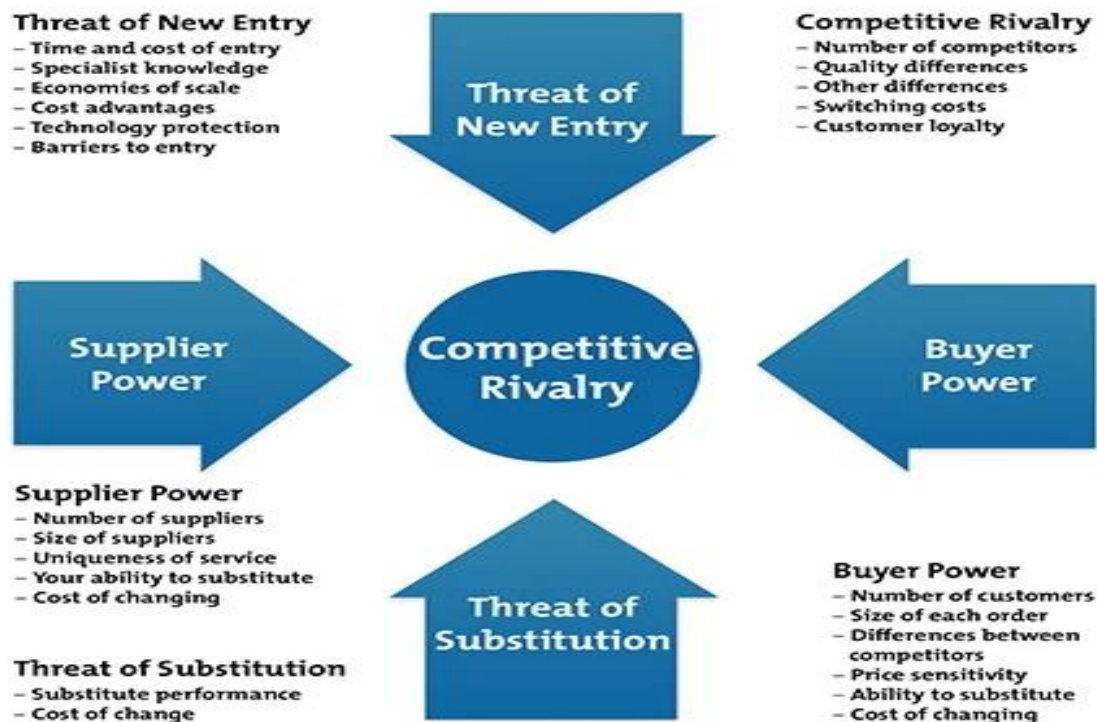 Threat of New Entry
– Time and cost of entry
– Specialist knowledge
– Economies of scale
– Cost advantages
– Technology protection
– Barriers to entry
Threat of
New Entry
Competitive Rivalry
– Number of competitors
– Quality differences
– Other differences
– Switching costs
– Customer loyalty
Supplier
Power
Competitive
Rivalry
Buyer
Power
Supplier Power
– Number of suppliers
– Size of suppliers
– Uniqueness of service
– Your ability to substitute
– Cost of changing
Threat of Substitution
– Substitute performance
– Cost of change
Threat of
Substitution
Buyer Power
– Number of customers
– Size of each order
– Differences between
competitors
– Price sensitivity
– Ability to substitute
– Cost of changing